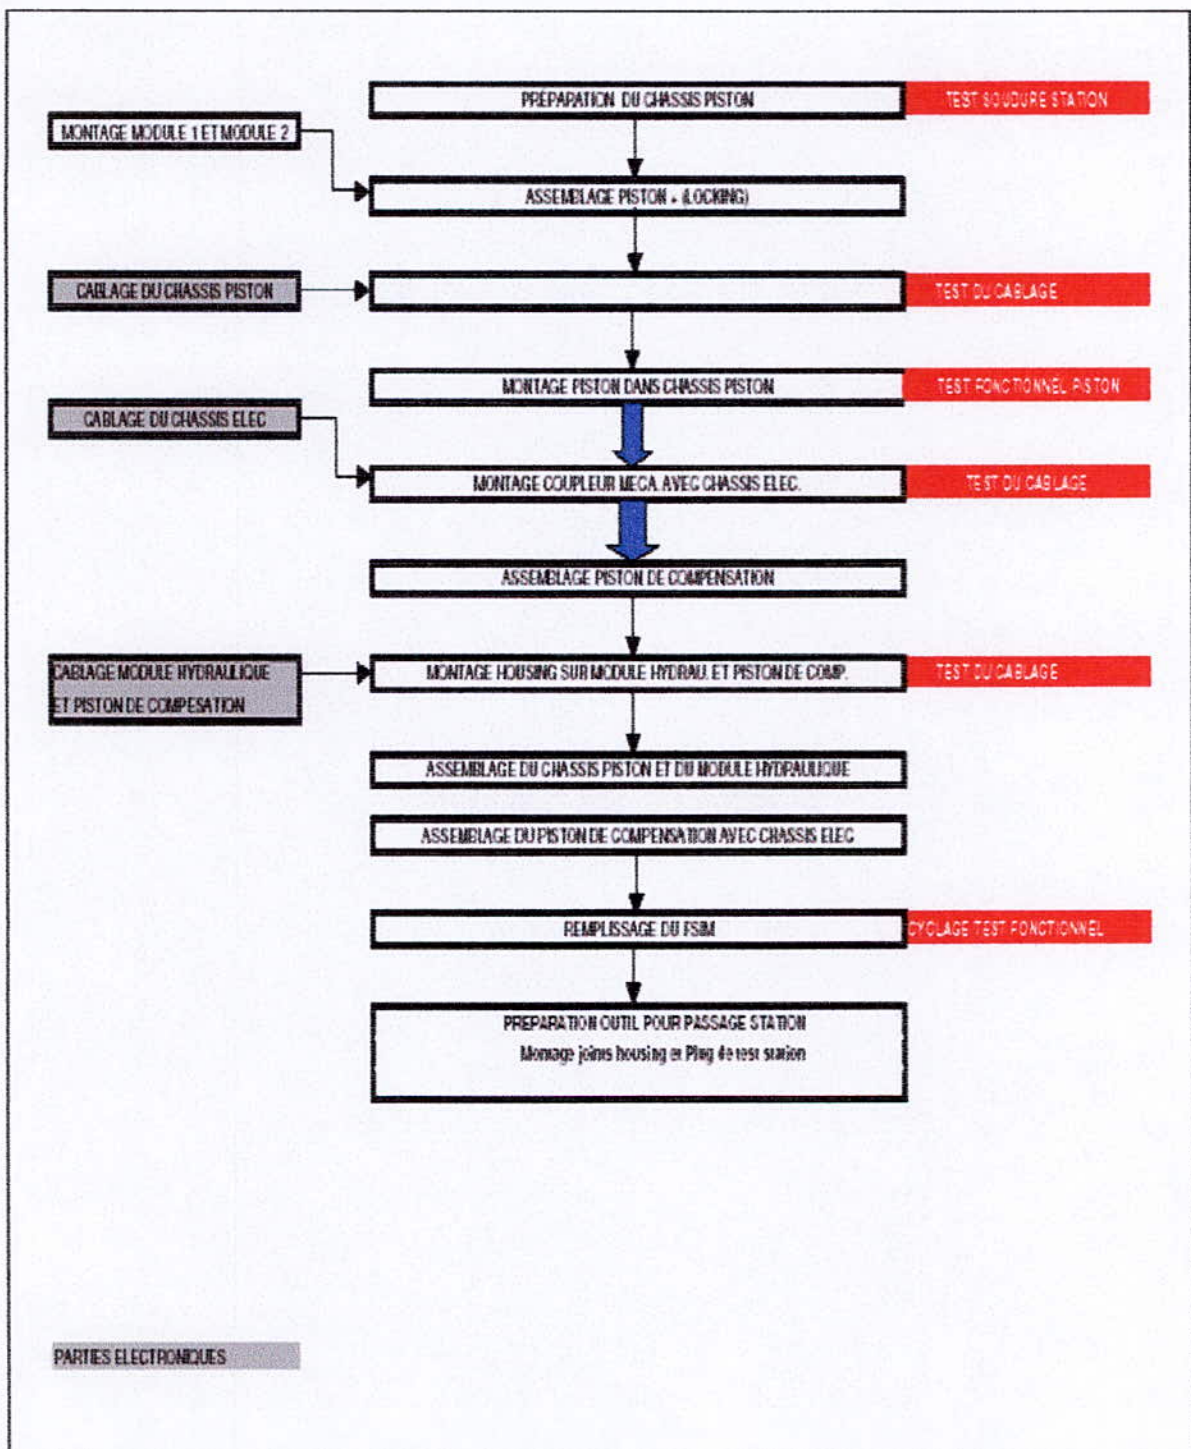 PREPARATION DU CHASSIS PISTON
TEST SOUDURE STATION
MONTAGE MODULE 1 ET MODULE 2
ASSEMBLAGE PISTON + (LOCKING)
CABLAGE DU CHASSIS PISTON
TEST DU CABLAGE
MONTAGE PISTON DANS CHASSIS PISTON
TEST FONCTIONNEL PISTON
CABLAGE DU CHASSIS ELEC
MONTAGE COUPLEUR MECA. AVEC CHASSIS ELEC.
TEST DU CABLAGE
ASSEMBLAGE PISTON DE COMPENSATION
CABLAGE MODULE HYDRAULIQUE
ET PISTON DE COMPESATION
MONTAGE HOUSING SUR MODULE HYDRAU. ET PISTON DE COMP.
TEST DU CABLAGE
ASSEMBLAGE DU CHASSIS PISTON ET DU MODULE HYDRAULIQUE
ASSEMBLAGE DU PISTON DE COMPENSATION AVEC CHASSIS ELEC
REMPLISSAGE DU FSIM
CYCLAGE TEST FONCTIONNEL
PREPARATION OUTIL POUR PASSAGE STATION
Montage joints housing et Plug de test station
PARTIES ELECTRONIQUES